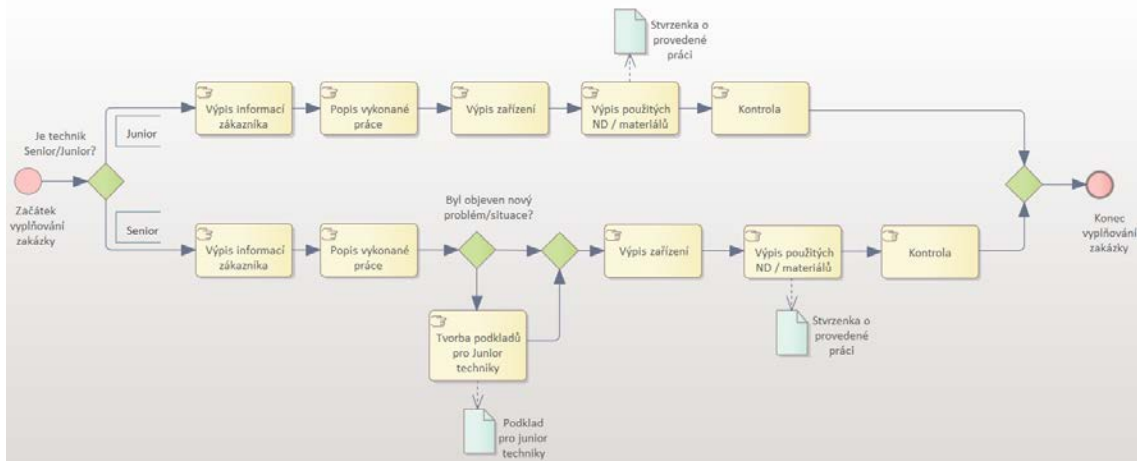 Stvrzenka o
provedené
práci
Výpis informací
zákazníka
Popis vykonané
práce
Výpis zařízení
Výpis použitých
ND / materiálů
Kontrola
Je technik
Senior/Junior?
Junior
Začátek
vyplňování
zakázky
Senior
Byl objeven nový
problém/situace?
Konec
vyplňování
zakázky
Výpis informací
zákazníka
Popis vykonané
práce
Výpis zařízení
Výpis použitých
ND / materiálů
Kontrola
Tvorba podkladů
pro Junior
techniky
Stvrzenka o
provedené
práci
Podklad
pro junior
techniky